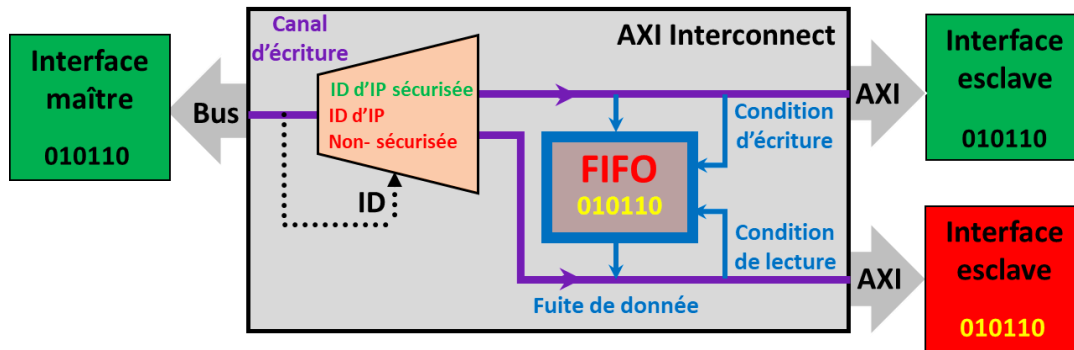 Canal
d'écriture
AXI Interconnect
Interface
maître
010110
Bus
ID d'IP sécurisée
ID d'IP
Non- sécurisée
ID
FIFO
010110
Condition
d'écriture
Condition
de lecture
Fuite de donnée
AXI
Interface
esclave
010110
AXI
Interface
esclave
010110